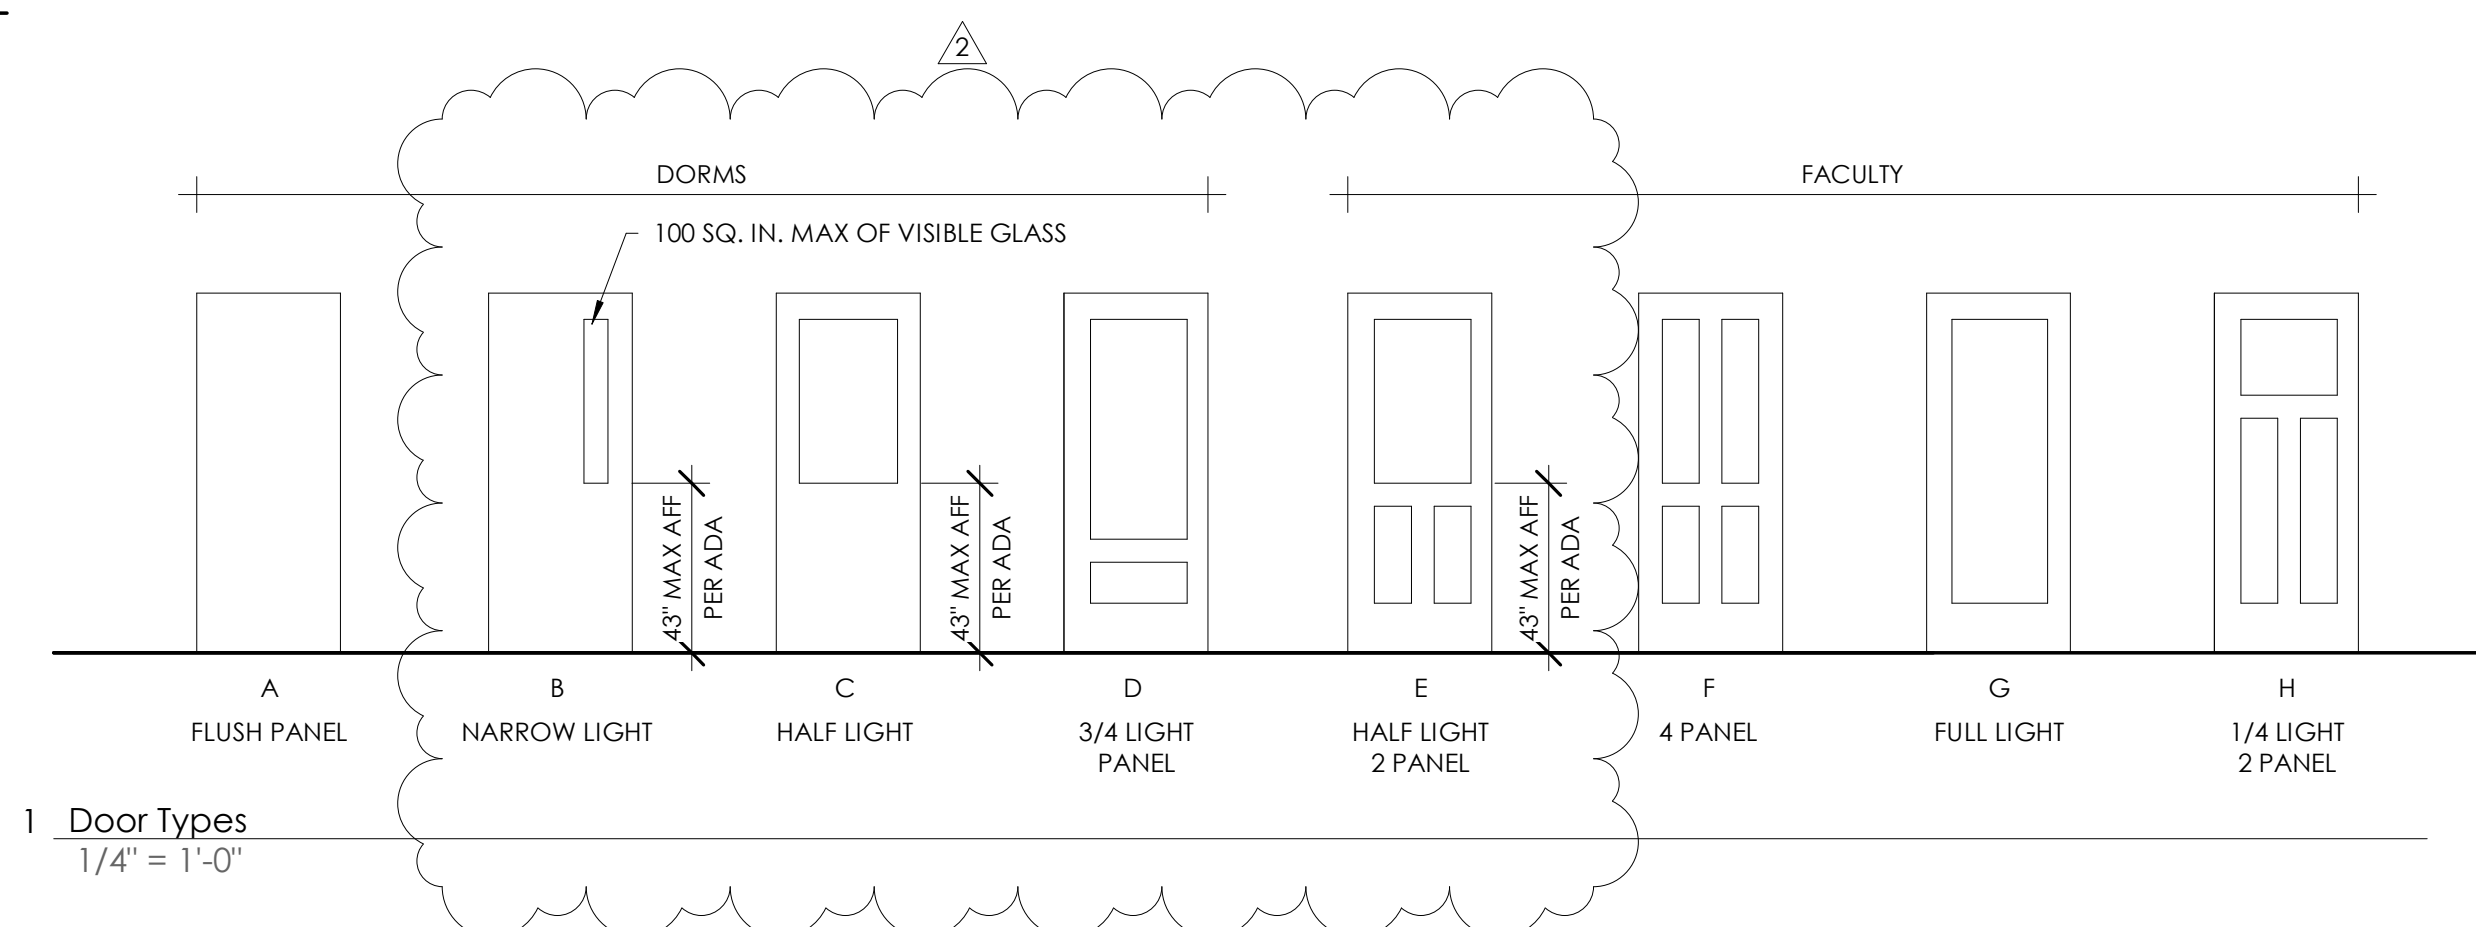 2
DORMS
FACULTY
100 SQ. IN. MAX OF VISIBLE GLASS
43" MAX AFF
PER ADA
43" MAX AFF
PER ADA
43" MAX AFF
PER ADA
A
FLUSH PANEL
B
NARROW LIGHT
C
HALF LIGHT
D
3/4 LIGHT
PANEL
E
HALF LIGHT
2 PANEL
F
4 PANEL
G
FULL LIGHT
H
1/4 LIGHT
2 PANEL
1 Door Types
1/4" = 1'-0"